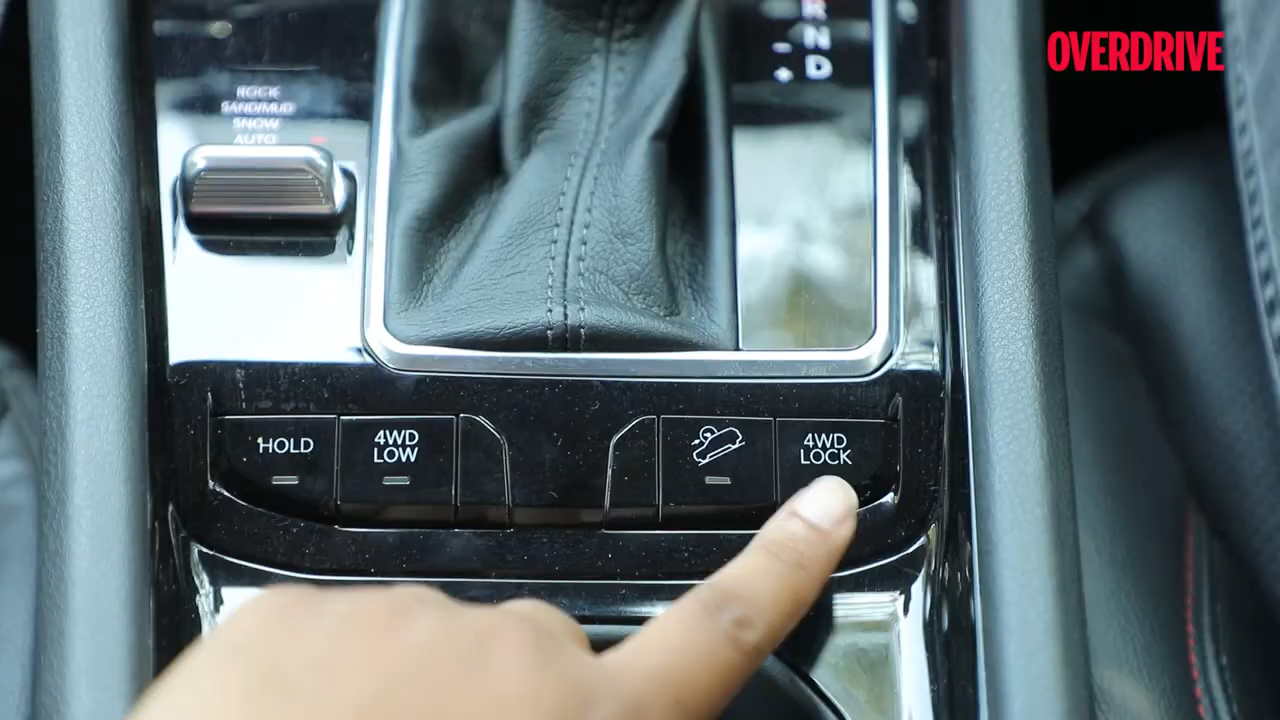 OVERDRIVE
R
N
- D
+
ROCK
SAND/MUD
SNOW
AUTO
HOLD
4WD
LOW
4WD
LOCK